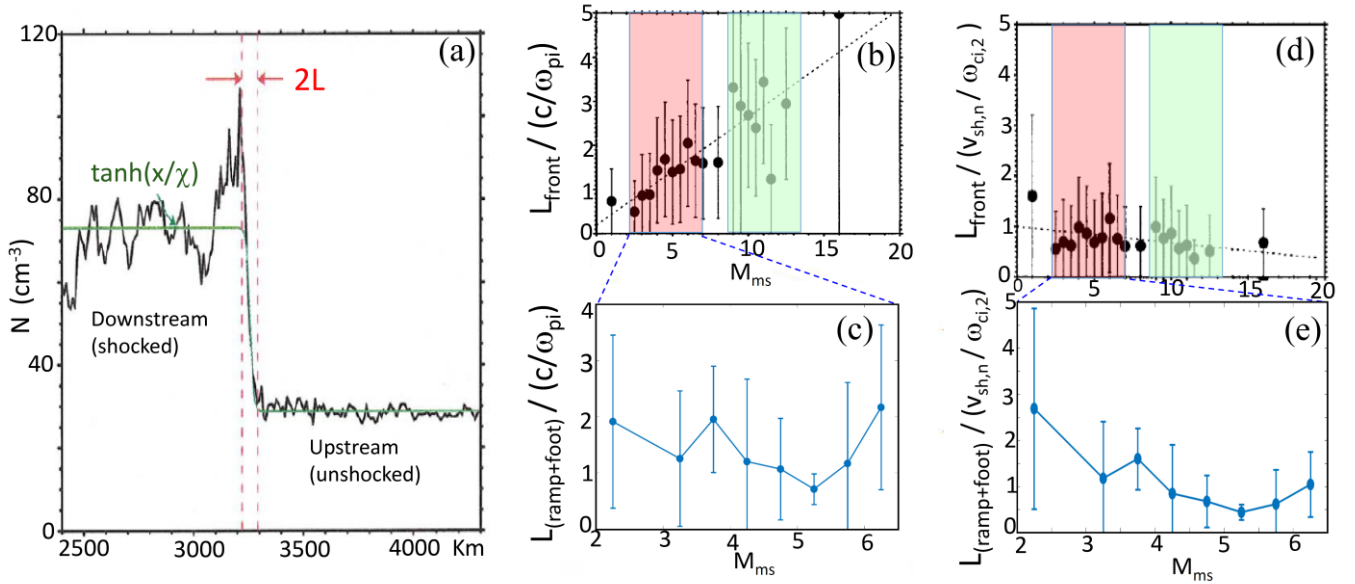 (a)
120
80
40
0
N (cm⁻³)
2L
tanh(x/χ)
Downstream
(shocked)
Upstream
(unshocked)
2500 3000 3500 4000 Km
(b)
5
4
3
2
1
0
L_front / (c/ω_pi)
0 5 10 15 20
M_ms
(c)
5
4
3
2
1
0
L_(ramp+foot) / (c/ω_pi)
2 3 4 5 6
M_ms
(d)
5
4
3
2
1
0
L_front / (v_sh,n / ω_ci,2)
0 5 10 15 20
M_ms
(e)
5
4
3
2
1
0
L_(ramp+foot) / (v_sh,n / ω_ci,2)
2 3 4 5 6
M_ms